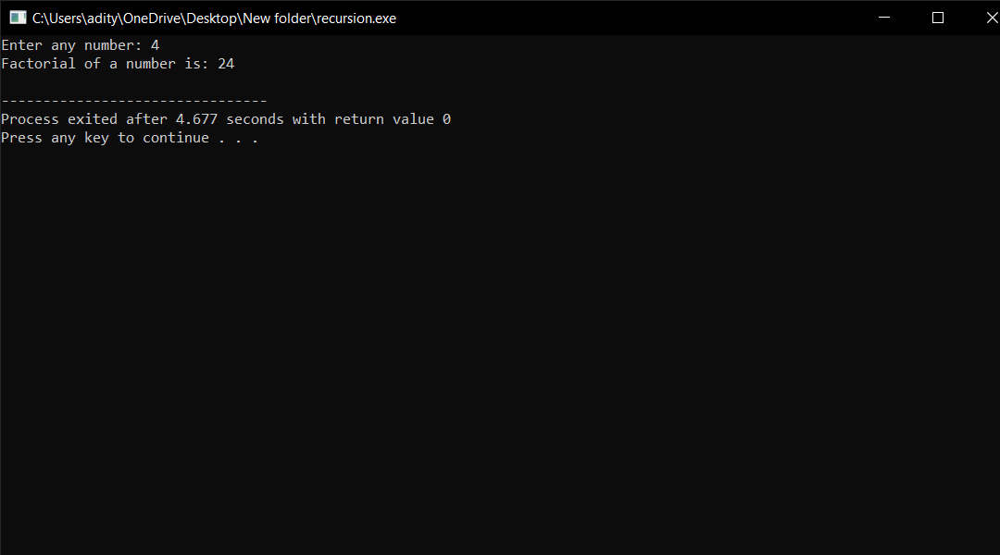 C:\Users\adity\OneDrive\Desktop\New folder\recursion.exe
Enter any number: 4
Factorial of a number is: 24
--------------------------------
Process exited after 4.677 seconds with return value 0
Press any key to continue . . .